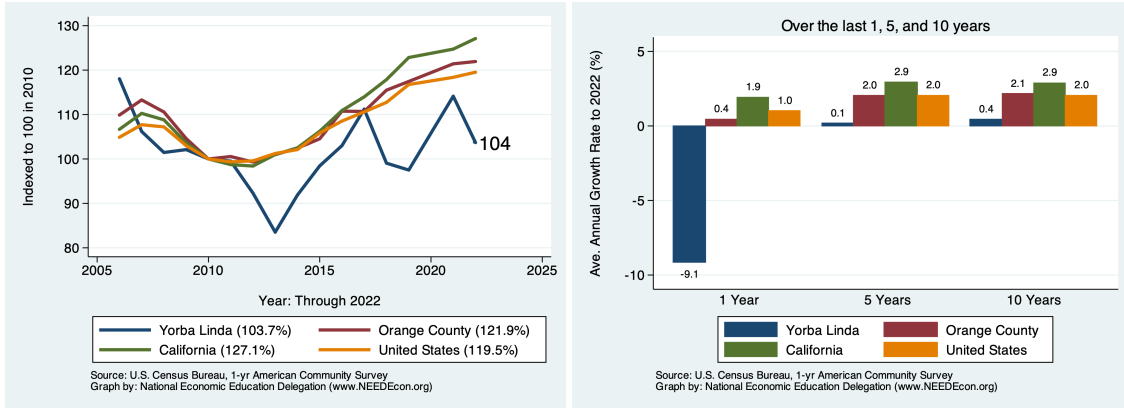 Indexed to 100 in 2010
130
120
110
100
90
80
104
2005
2010
2015
2020
2025
Year: Through 2022
Yorba Linda (103.7%)
Orange County (121.9%)
California (127.1%)
United States (119.5%)
Source: U.S. Census Bureau, 1-yr American Community Survey
Graph by: National Economic Education Delegation (www.NEEDEcon.org)
Over the last 1, 5, and 10 years
Ave. Annual Growth Rate to 2022 (%)
5
0
-5
-10
-9.1
0.4
1.9
1.0
0.1
2.0
2.9
2.0
0.4
2.1
2.9
2.0
1 Year
5 Years
10 Years
Yorba Linda
Orange County
California
United States
Source: U.S. Census Bureau, 1-yr American Community Survey
Graph by: National Economic Education Delegation (www.NEEDEcon.org)